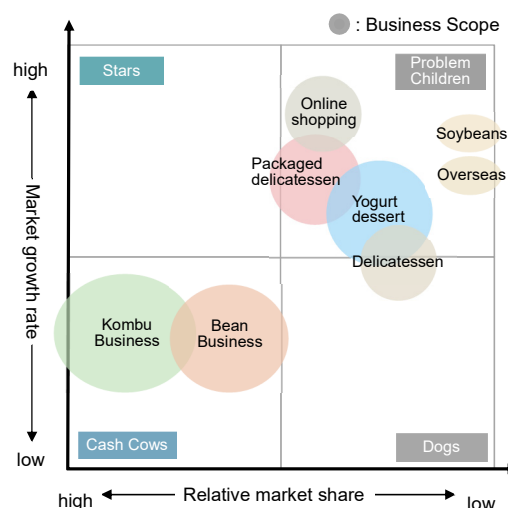 : Business Scope
high
Stars
Problem
Children
Online
shopping
Soybeans
Packaged
delicatessen
Overseas
Yogurt
dessert
Delicatessen
Market growth rate
Kombu
Business
Bean
Business
Cash Cows
Dogs
low
high
Relative market share
low